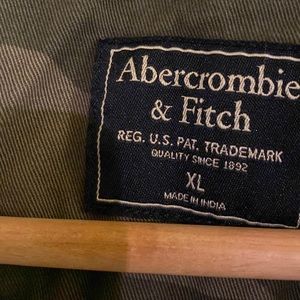 Abercrombie
& Fitch
REG. U.S. PAT. TRADEMARK
QUALITY SINCE 1892
XL
MADE IN INDIA